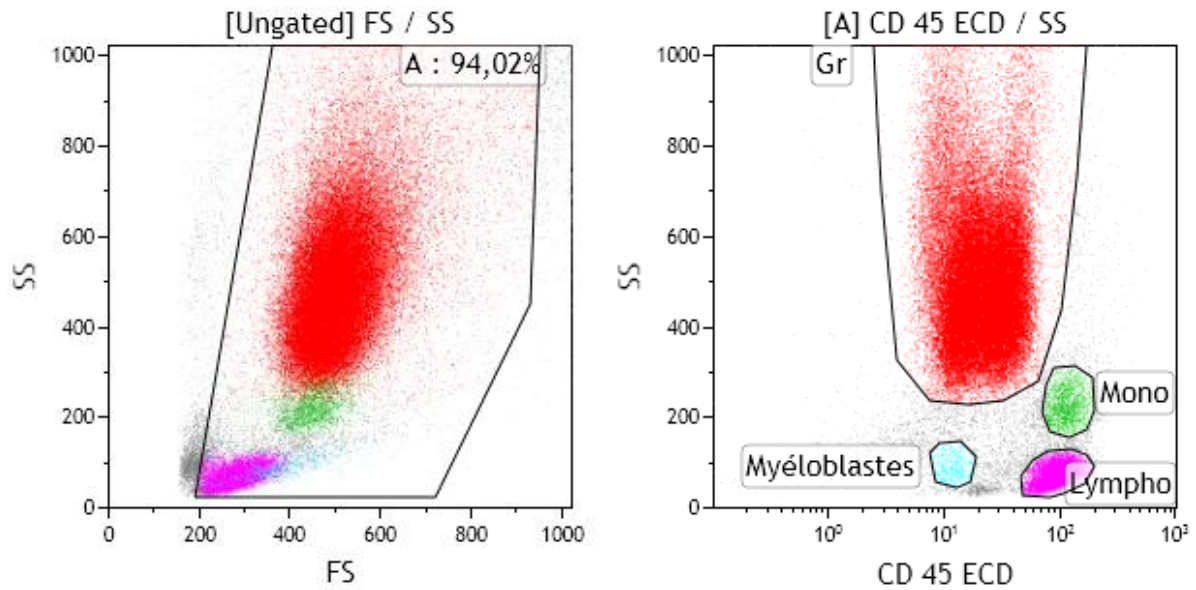 [Ungated] FS / SS
1000
800
600
400
200
0
SS
A : 94,02%
0
200
400
600
800
1000
FS
[A] CD 45 ECD / SS
1000
800
600
400
200
0
SS
Gr
Mono
Myéloblastes
Lympho
10⁰
10¹
10²
10³
CD 45 ECD